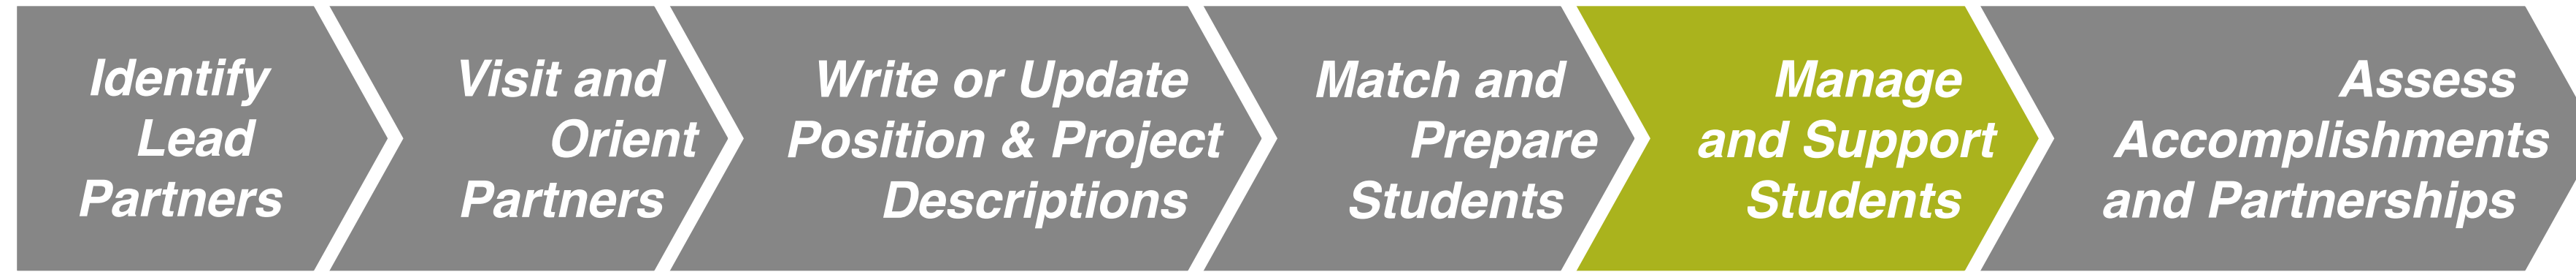 Identify
Lead
Partners
Visit and
Orient
Partners
Write or Update
Position & Project
Descriptions
Match and
Prepare
Students
Manage
and Support
Students
Assess
Accomplishments
and Partnerships